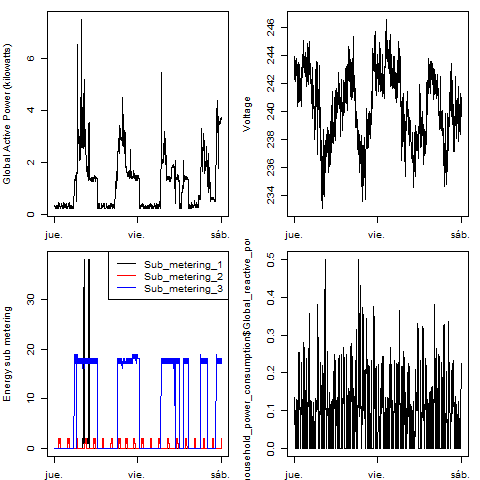 Global Active Power (kilowatts)
0
2
4
6
jue.
vie.
sáb.
Voltage
234
236
238
240
242
244
246
jue.
vie.
sáb.
Energy sub metering
0
10
20
30
Sub_metering_1
Sub_metering_2
Sub_metering_3
jue.
vie.
sáb.
household_power_consumption$Global_reactive_po
0.0
0.1
0.2
0.3
0.4
0.5
jue.
vie.
sáb.